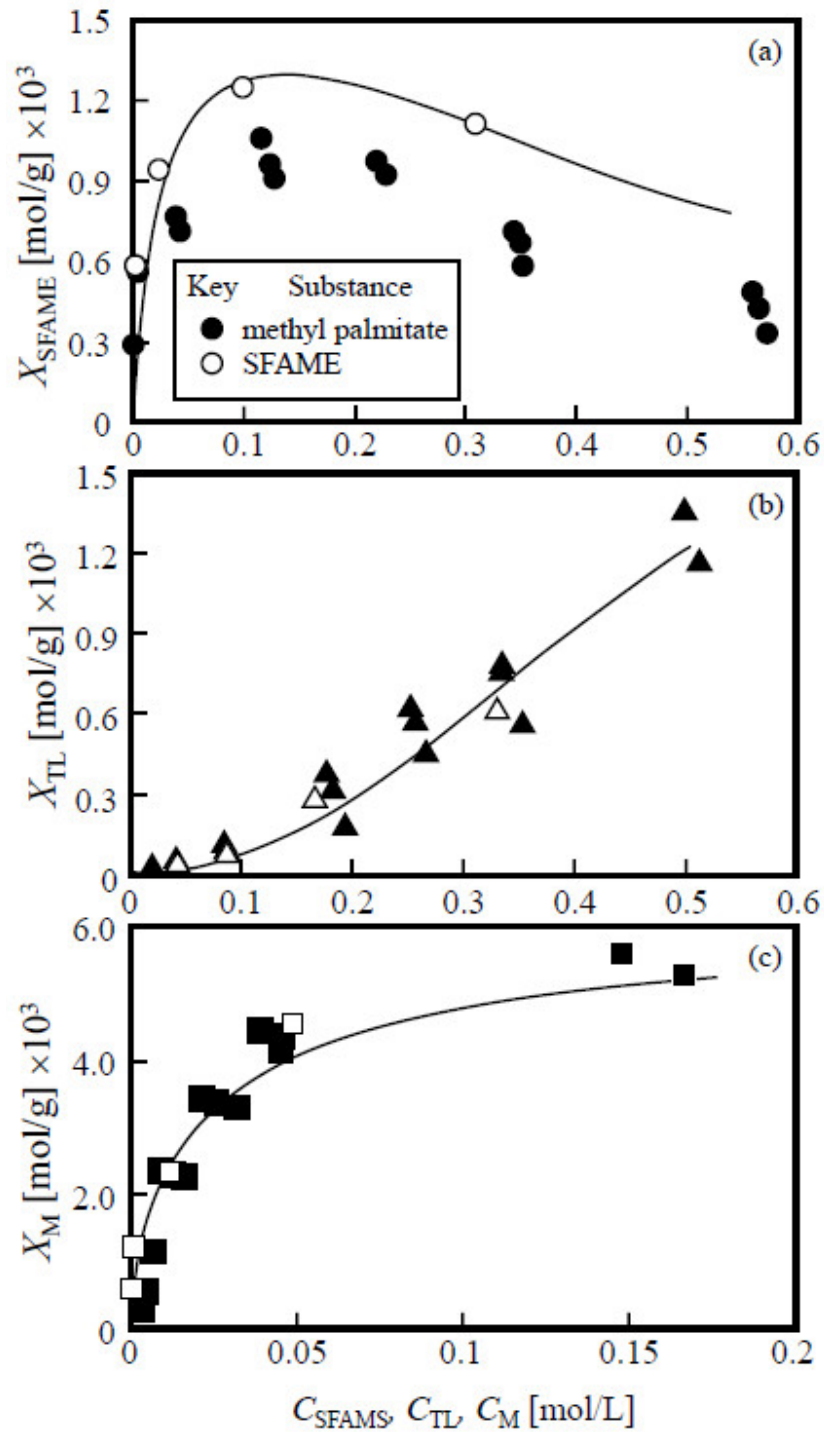 (a)
X_SFAME [mol/g] ×10³
1.5
1.2
0.9
0.6
0.3
0
Key Substance
● methyl palmitate
○ SFAME
0 0.1 0.2 0.3 0.4 0.5 0.6
(b)
X_TL [mol/g] ×10³
1.5
1.2
0.9
0.6
0.3
0
0 0.1 0.2 0.3 0.4 0.5 0.6
(c)
X_M [mol/g] ×10³
6.0
4.0
2.0
0
0 0.05 0.1 0.15 0.2
C_SFAMS, C_TL, C_M [mol/L]